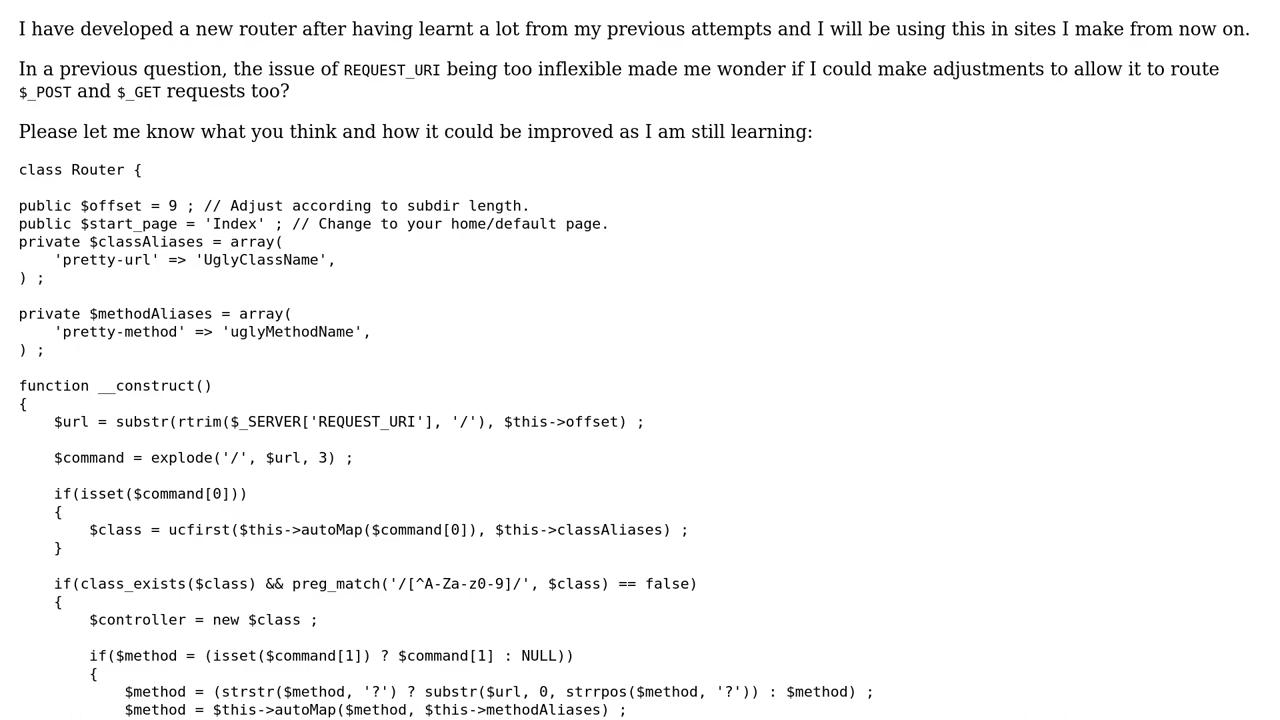 I have developed a new router after having learnt a lot from my previous attempts and I will be using this in sites I make from now on.
In a previous question, the issue of REQUEST_URI being too inflexible made me wonder if I could make adjustments to allow it to route
$_POST and $_GET requests too?
Please let me know what you think and how it could be improved as I am still learning:
class Router {
public $offset = 9 ; // Adjust according to subdir length.
public $start_page = 'Index' ; // Change to your home/default page.
private $classAliases = array(
    'pretty-url' => 'UglyClassName',
) ;
private $methodAliases = array(
    'pretty-method' => 'uglyMethodName',
) ;
function __construct()
{
    $url = substr(rtrim($_SERVER['REQUEST_URI'], '/'), $this->offset) ;
    $command = explode('/', $url, 3) ;
    if(isset($command[0]))
    {
        $class = ucfirst($this->autoMap($command[0]), $this->classAliases) ;
    }
    if(class_exists($class) && preg_match('/[^A-Za-z0-9]/', $class) == false)
    {
        $controller = new $class ;
        if($method = (isset($command[1]) ? $command[1] : NULL))
        {
            $method = (strstr($method, '?') ? substr($url, 0, strrpos($method, '?')) : $method) ;
            $method = $this->autoMap($method, $this->methodAliases) ;